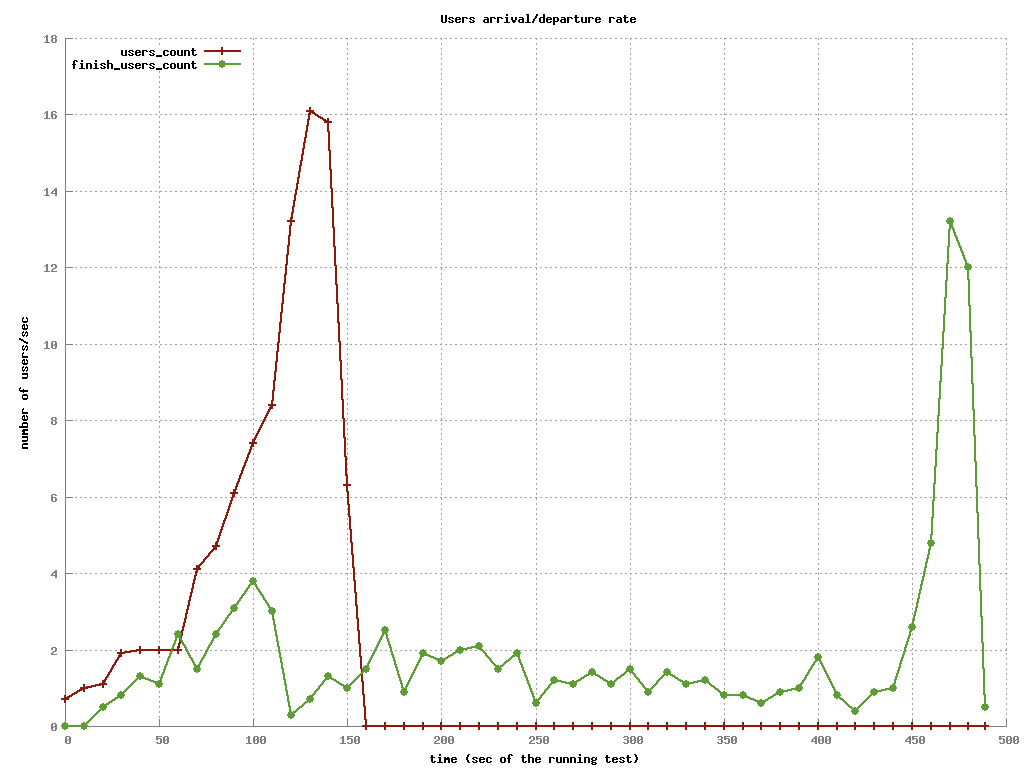 Users arrival/departure rate
users_count
finish_users_count
18
16
14
12
10
8
6
4
2
0
number of users/sec
0 50 100 150 200 250 300 350 400 450 500
time (sec of the running test)